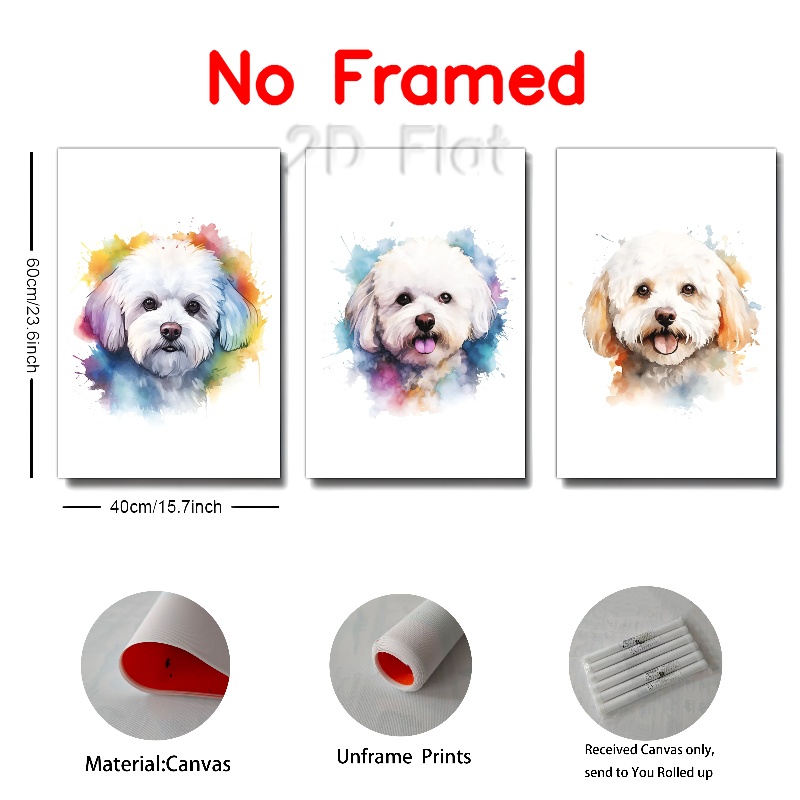 No Framed
2D Flat
60cm/23.6inch
40cm/15.7inch
Material:Canvas
Unframe Prints
Received Canvas only,
send to You Rolled up